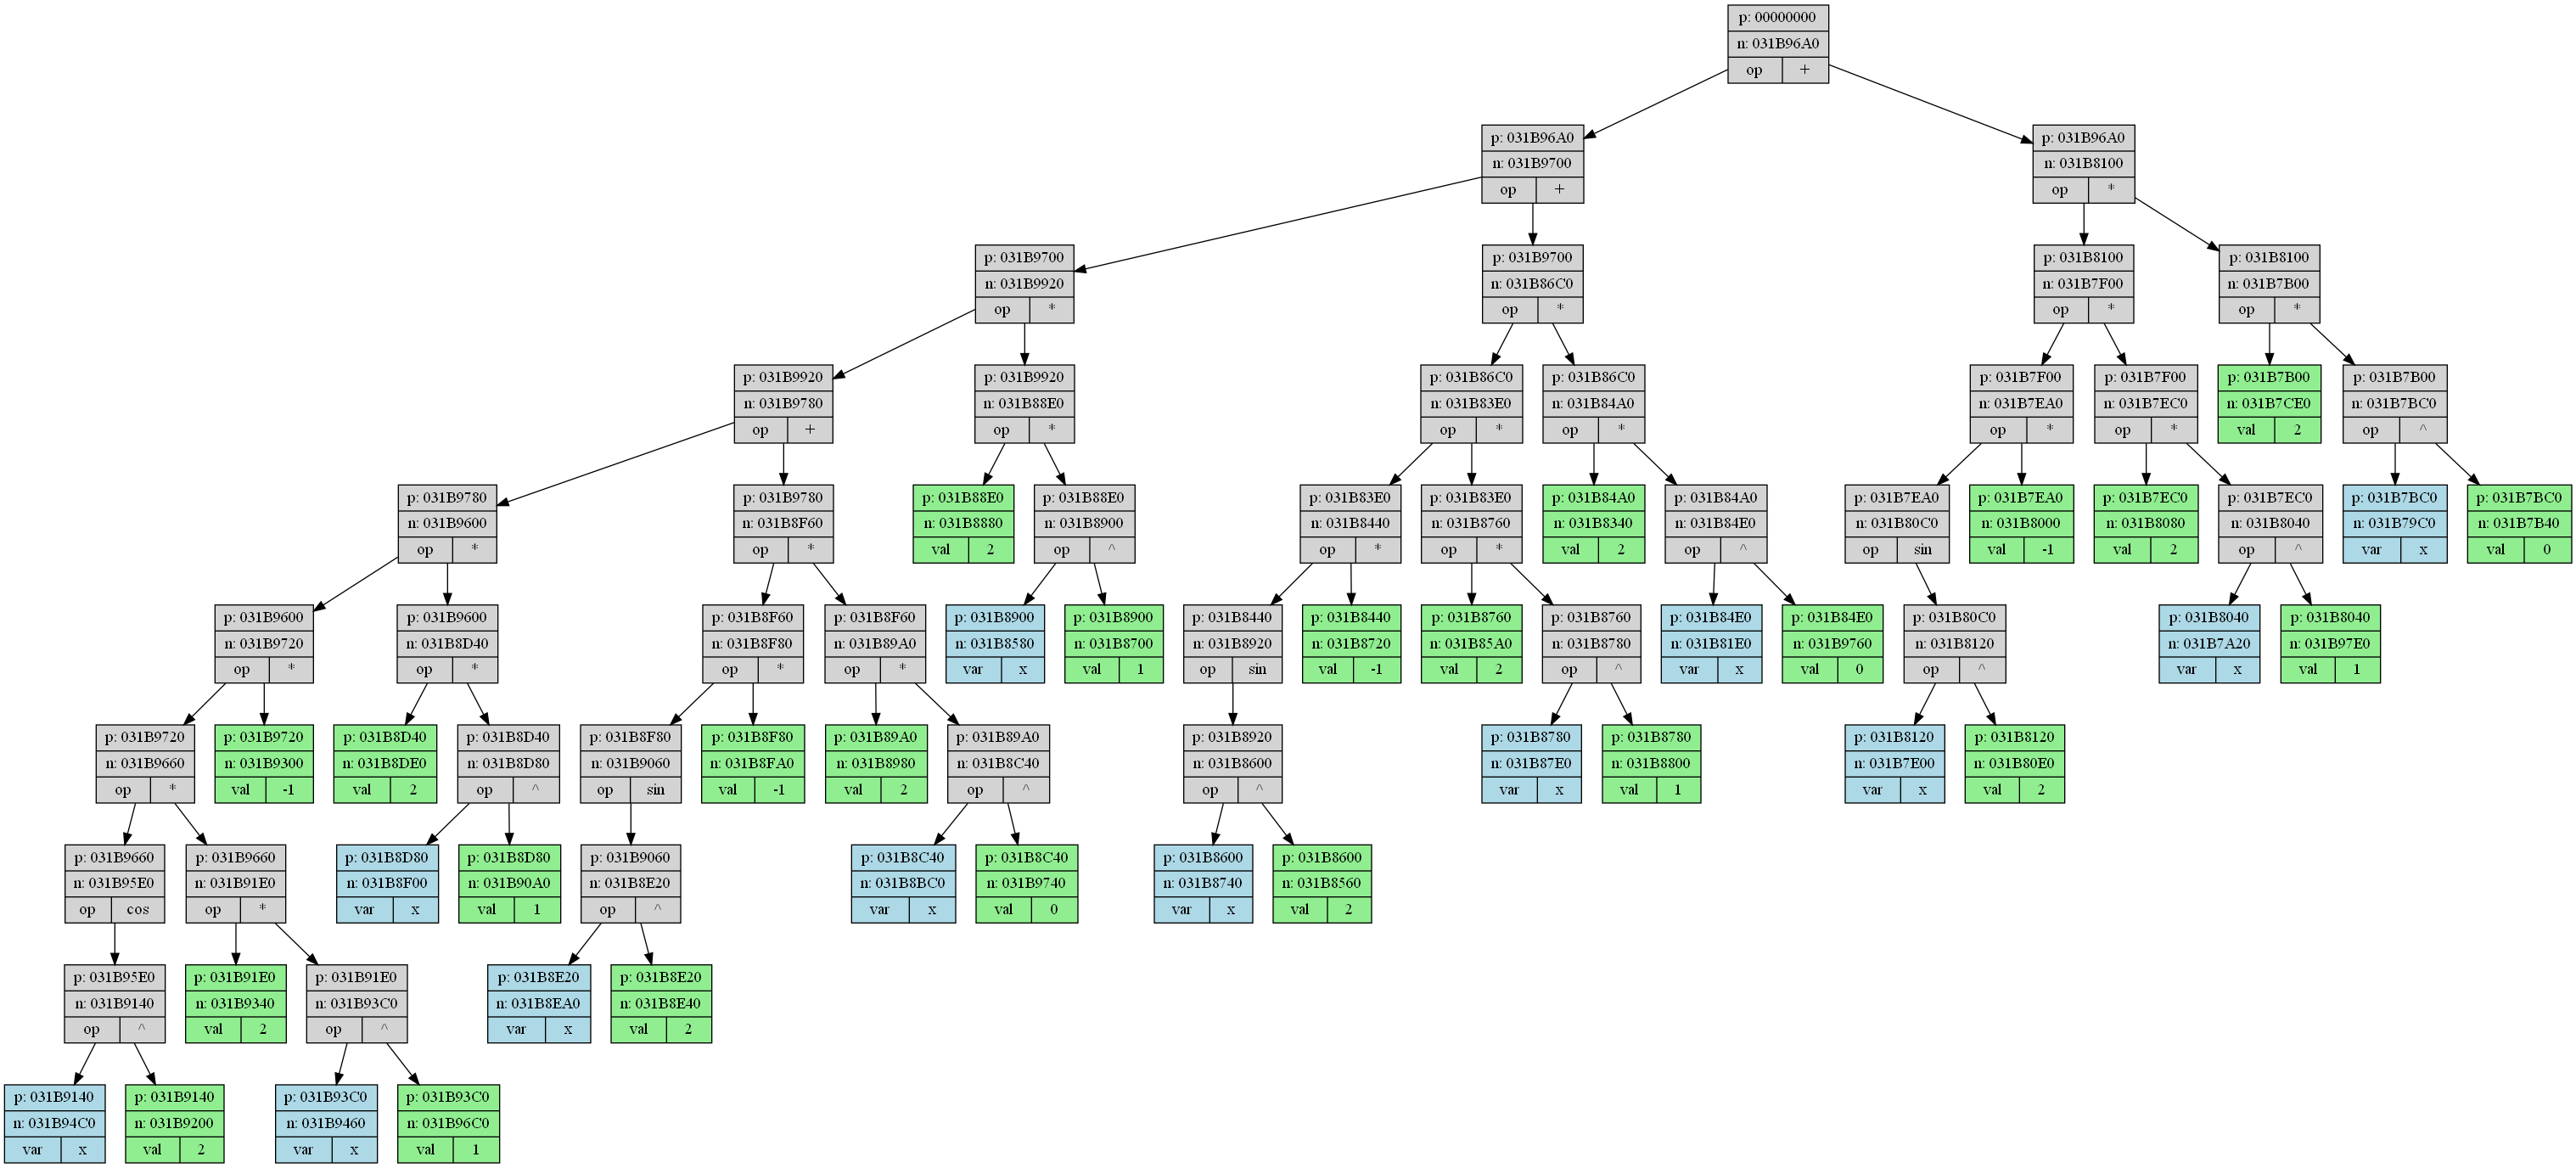 p: 00000000
n: 031B96A0
op +
p: 031B96A0
n: 031B9700
op +
p: 031B96A0
n: 031B8100
op *
p: 031B9700
n: 031B9920
op *
p: 031B9700
n: 031B86C0
op *
p: 031B8100
n: 031B7F00
op *
p: 031B8100
n: 031B7B00
op *
p: 031B9920
n: 031B9780
op +
p: 031B9920
n: 031B88E0
op *
p: 031B86C0
n: 031B83E0
op *
p: 031B86C0
n: 031B84A0
op *
p: 031B7F00
n: 031B7EA0
op *
p: 031B7F00
n: 031B7EC0
op *
p: 031B7B00
n: 031B7CE0
val 2
p: 031B7B00
n: 031B7BC0
op ^
p: 031B9780
n: 031B9600
op *
p: 031B9780
n: 031B8F60
op *
p: 031B88E0
n: 031B8880
val 2
p: 031B88E0
n: 031B8900
op ^
p: 031B83E0
n: 031B8440
op *
p: 031B83E0
n: 031B8760
op *
p: 031B84A0
n: 031B8340
val 2
p: 031B84A0
n: 031B84E0
op ^
p: 031B7EA0
n: 031B80C0
op sin
p: 031B7EA0
n: 031B8000
val -1
p: 031B7EC0
n: 031B8080
val 2
p: 031B7EC0
n: 031B8040
op ^
p: 031B7BC0
n: 031B79C0
var x
p: 031B7BC0
n: 031B7B40
val 0
p: 031B9600
n: 031B9720
op *
p: 031B9600
n: 031B8D40
op *
p: 031B8F60
n: 031B8F80
op *
p: 031B8F60
n: 031B89A0
op *
p: 031B8900
n: 031B8580
var x
p: 031B8900
n: 031B8700
val 1
p: 031B8440
n: 031B8920
op sin
p: 031B8440
n: 031B8720
val -1
p: 031B8760
n: 031B85A0
val 2
p: 031B8760
n: 031B8780
op ^
p: 031B84E0
n: 031B81E0
var x
p: 031B84E0
n: 031B9760
val 0
p: 031B80C0
n: 031B8120
op ^
p: 031B8040
n: 031B7A20
var x
p: 031B8040
n: 031B97E0
val 1
p: 031B9720
n: 031B9660
op *
p: 031B9720
n: 031B9300
val -1
p: 031B8D40
n: 031B8DE0
val 2
p: 031B8D40
n: 031B8D80
op ^
p: 031B8F80
n: 031B9060
op sin
p: 031B8F80
n: 031B8FA0
val -1
p: 031B89A0
n: 031B8980
val 2
p: 031B89A0
n: 031B8C40
op ^
p: 031B8920
n: 031B8600
op ^
p: 031B8780
n: 031B87E0
var x
p: 031B8780
n: 031B8800
val 1
p: 031B8120
n: 031B7E00
var x
p: 031B8120
n: 031B80E0
val 2
p: 031B9660
n: 031B95E0
op cos
p: 031B9660
n: 031B91E0
op *
p: 031B8D80
n: 031B8F00
var x
p: 031B8D80
n: 031B90A0
val 1
p: 031B9060
n: 031B8E20
op ^
p: 031B8C40
n: 031B8BC0
var x
p: 031B8C40
n: 031B9740
val 0
p: 031B8600
n: 031B8740
var x
p: 031B8600
n: 031B8560
val 2
p: 031B95E0
n: 031B9140
op ^
p: 031B91E0
n: 031B9340
val 2
p: 031B91E0
n: 031B93C0
op ^
p: 031B8E20
n: 031B8EA0
var x
p: 031B8E20
n: 031B8E40
val 2
p: 031B9140
n: 031B94C0
var x
p: 031B9140
n: 031B9200
val 2
p: 031B93C0
n: 031B9460
var x
p: 031B93C0
n: 031B96C0
val 1